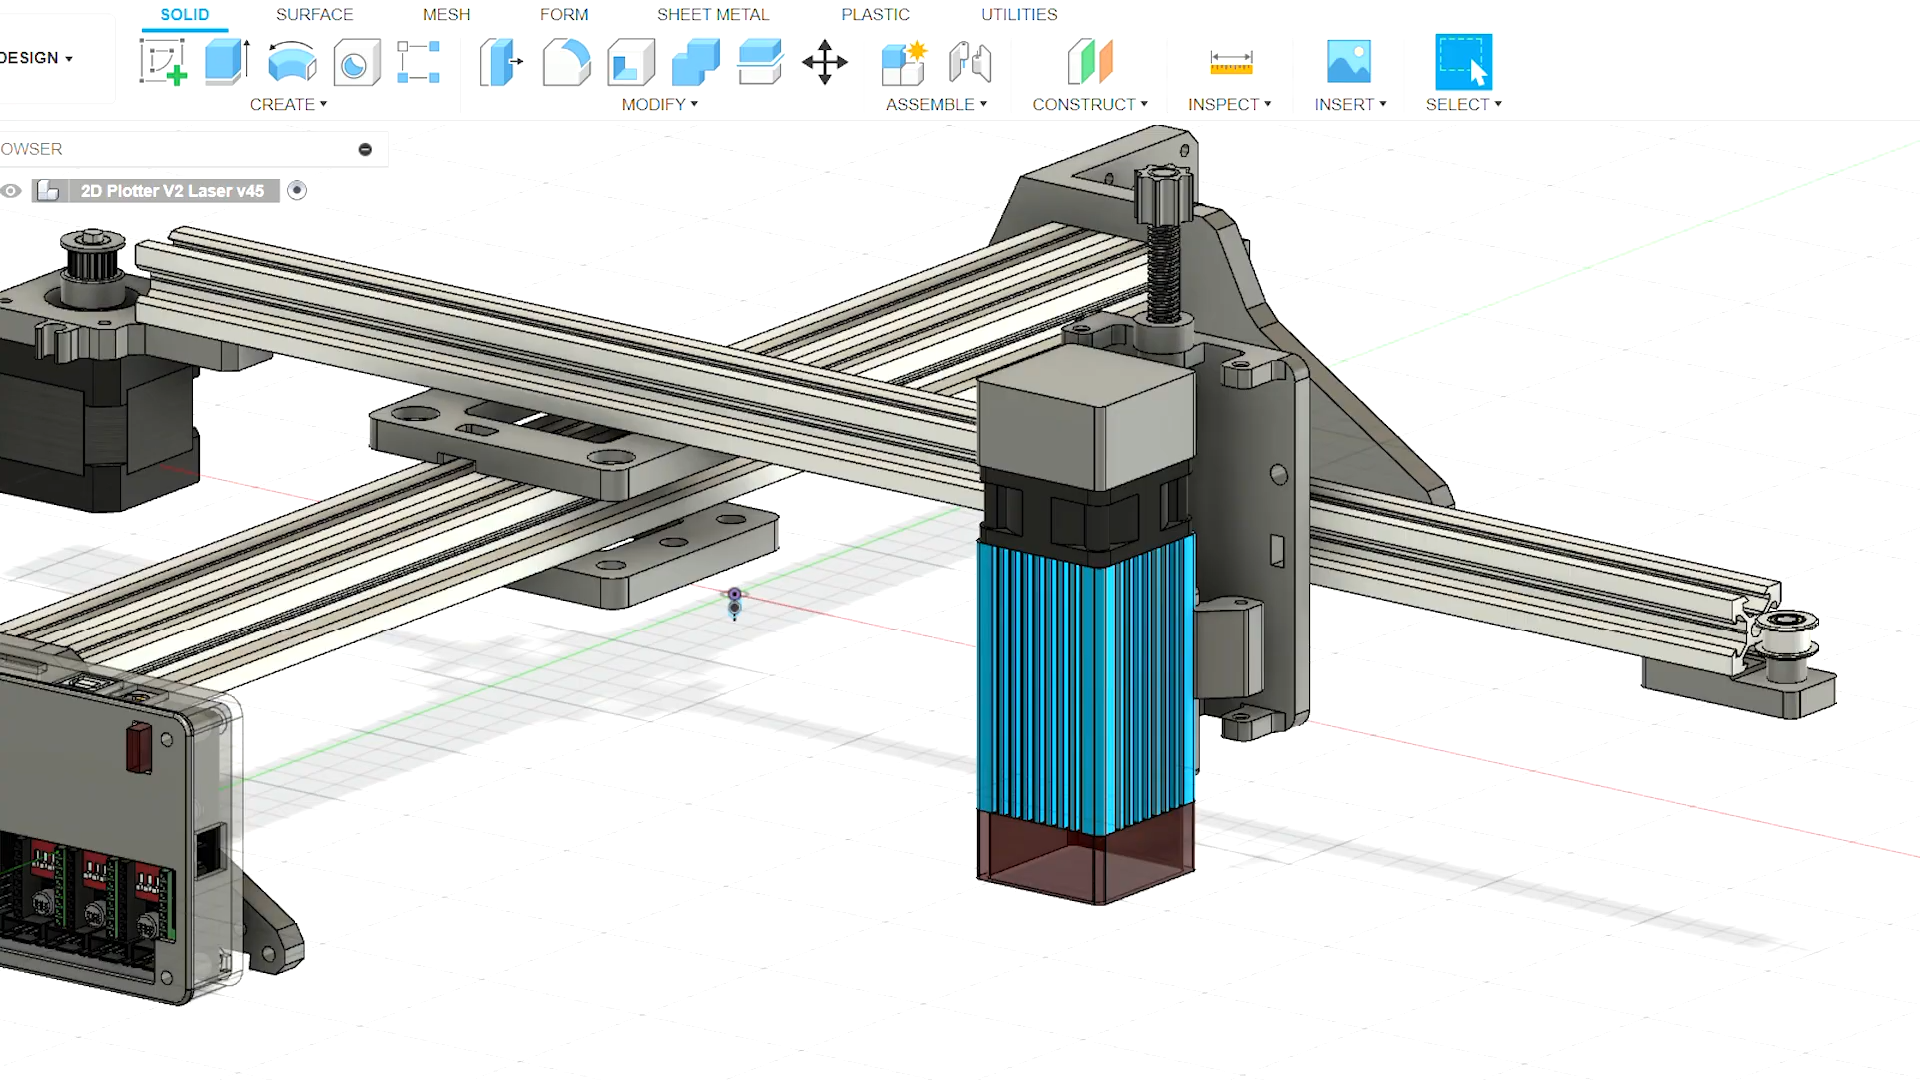 SOLID SURFACE MESH FORM SHEET METAL PLASTIC UTILITIES
DESIGN
CREATE MODIFY ASSEMBLE CONSTRUCT INSPECT INSERT SELECT
OWSER
2D Plotter V2 Laser v45